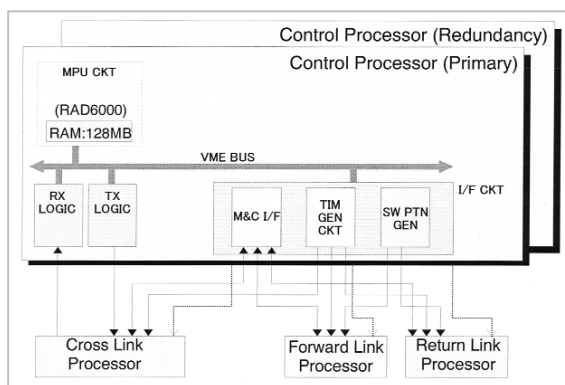 Control Processor (Redundancy)
Control Processor (Primary)
MPU CKT
(RAD6000)
RAM:128MB
VME BUS
RX
LOGIC
TX
LOGIC
I/F CKT
M&C I/F
TIM
GEN
CKT
SW PTN
GEN
Cross Link
Processor
Forward Link
Processor
Return Link
Processor